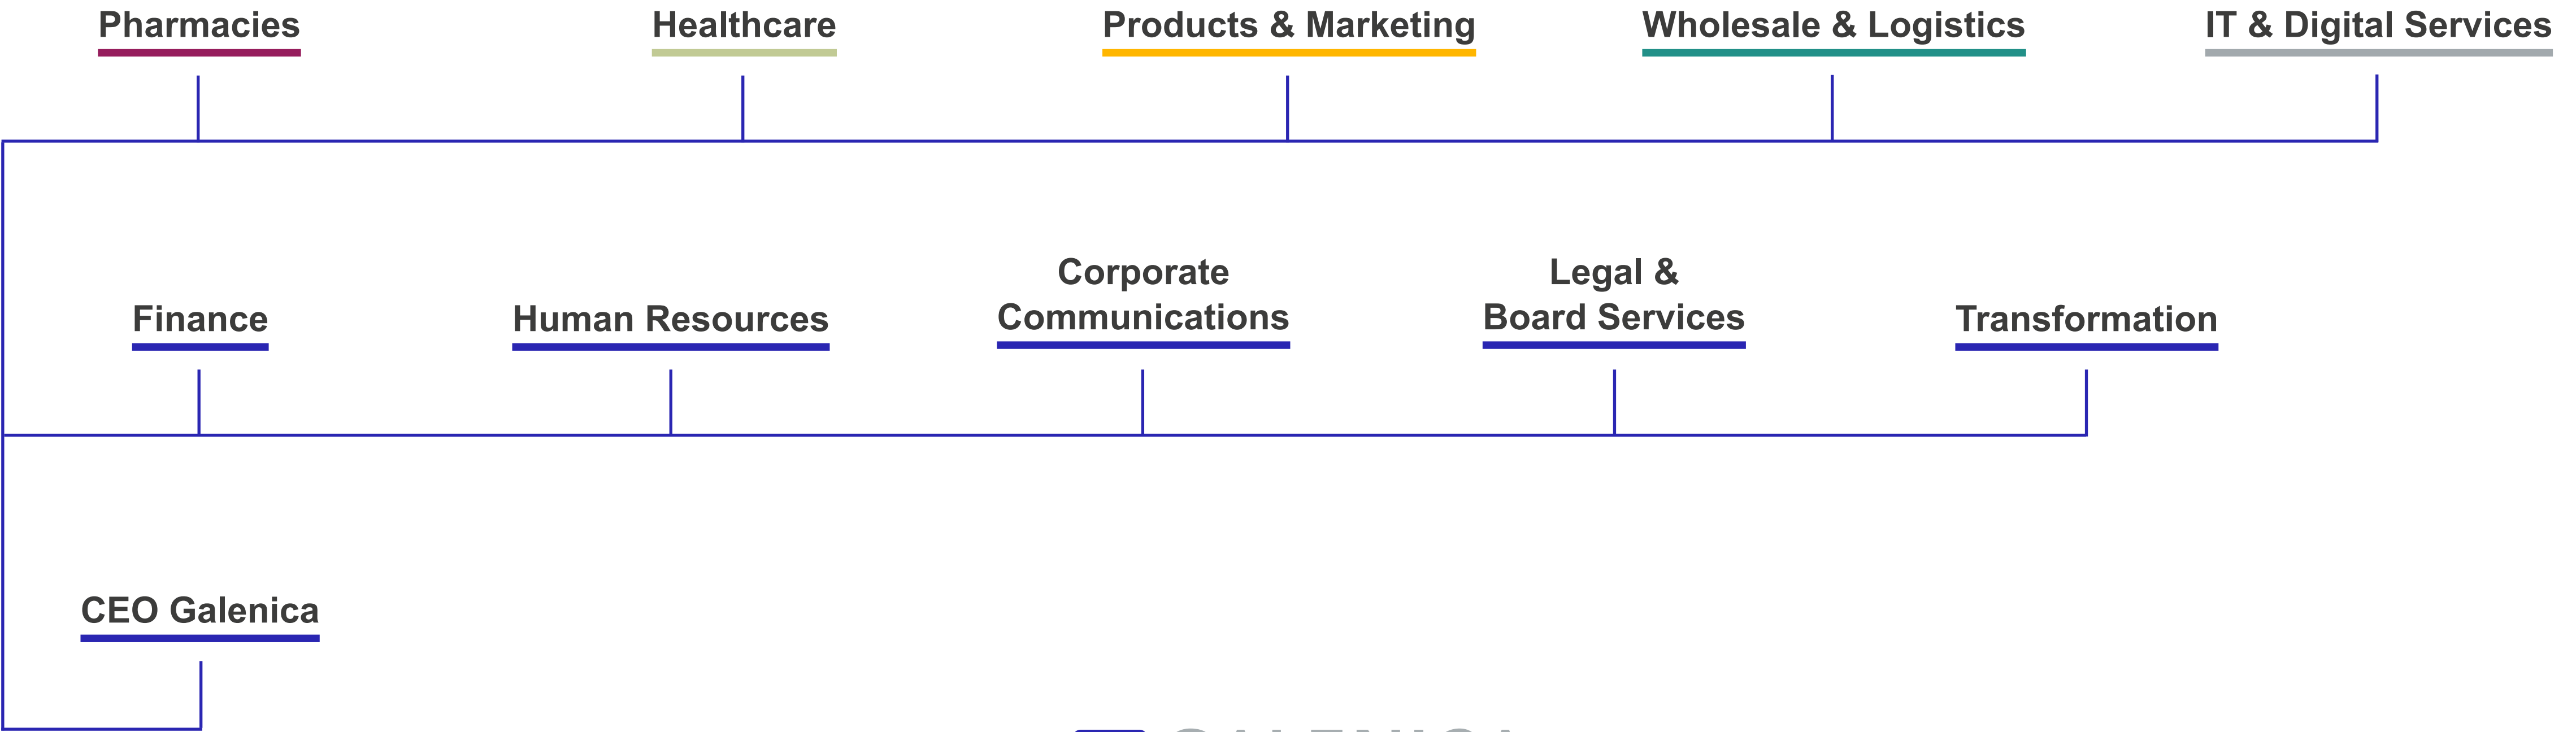 Pharmacies
Healthcare
Products & Marketing
Wholesale & Logistics
IT & Digital Services
Finance
Human Resources
Corporate
Communications
Legal &
Board Services
Transformation
CEO Galenica